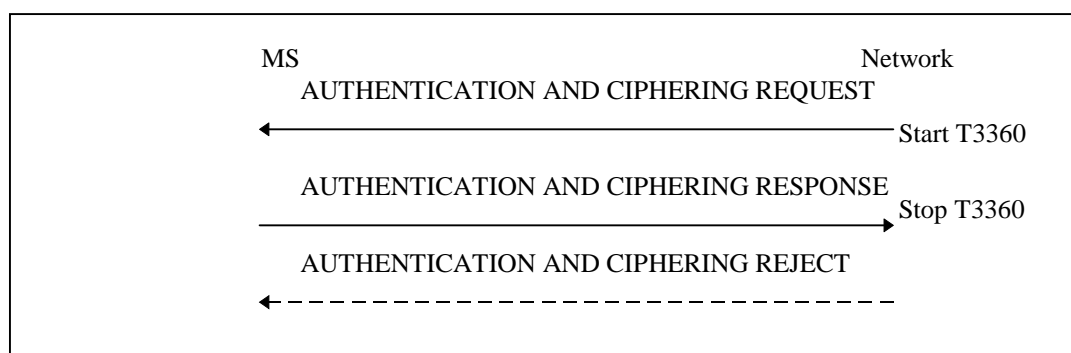 MS Network
AUTHENTICATION AND CIPHERING REQUEST
Start T3360
AUTHENTICATION AND CIPHERING RESPONSE
Stop T3360
AUTHENTICATION AND CIPHERING REJECT